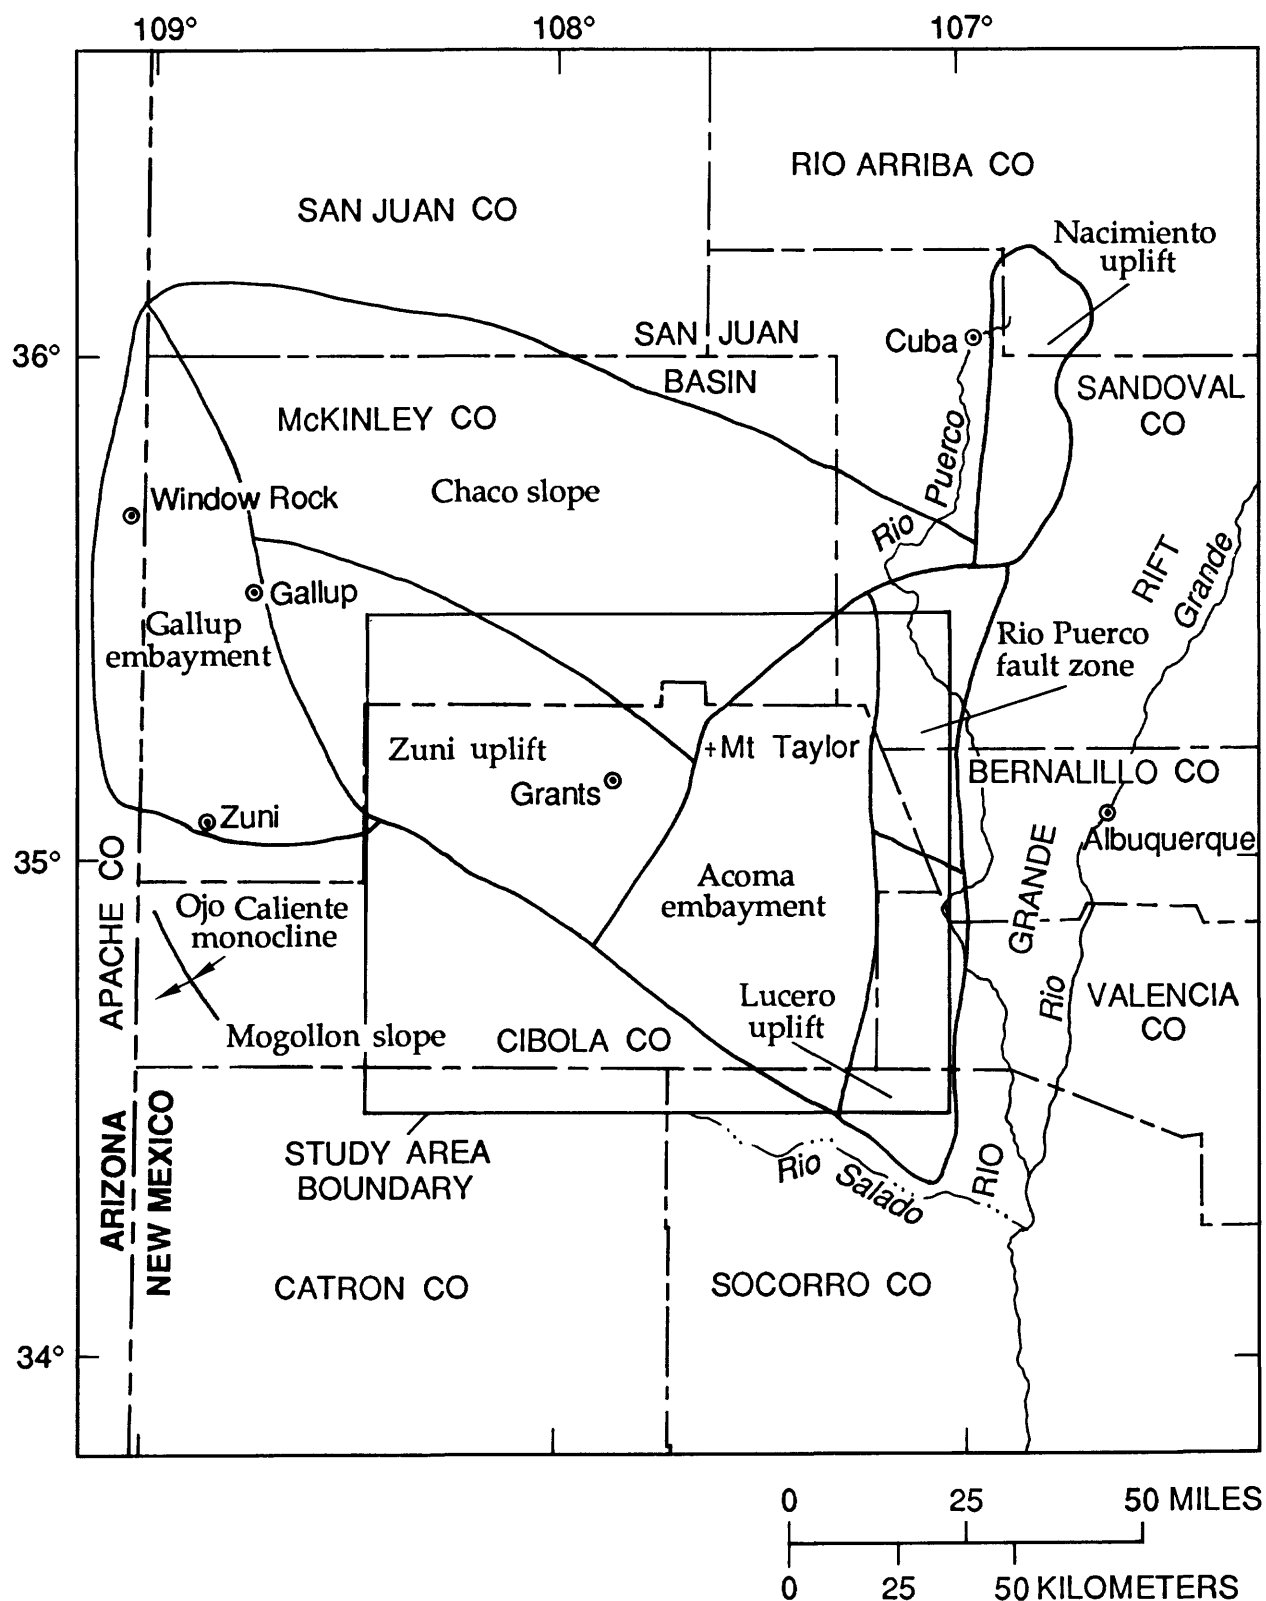 109°
108°
107°
RIO ARRIBA CO
SAN JUAN CO
Nacimiento
uplift
SAN JUAN
BASIN
Cuba
36°
SANDOVAL
CO
McKINLEY CO
Chaco slope
Window Rock
Rio Puerco
RIFT
Rio Grande
Gallup
Gallup
embayment
Rio Puerco
fault zone
Zuni uplift
+Mt Taylor
Grants
BERNALILLO CO
Zuni
Albuquerque
35°
APACHE CO
Acoma
embayment
Ojo Caliente
monocline
RIO GRANDE
Lucero
uplift
VALENCIA
CO
Mogollon slope
CIBOLA CO
ARIZONA
NEW MEXICO
STUDY AREA
BOUNDARY
Rio Salado
CATRON CO
SOCORRO CO
34°
0 25 50 MILES
0 25 50 KILOMETERS